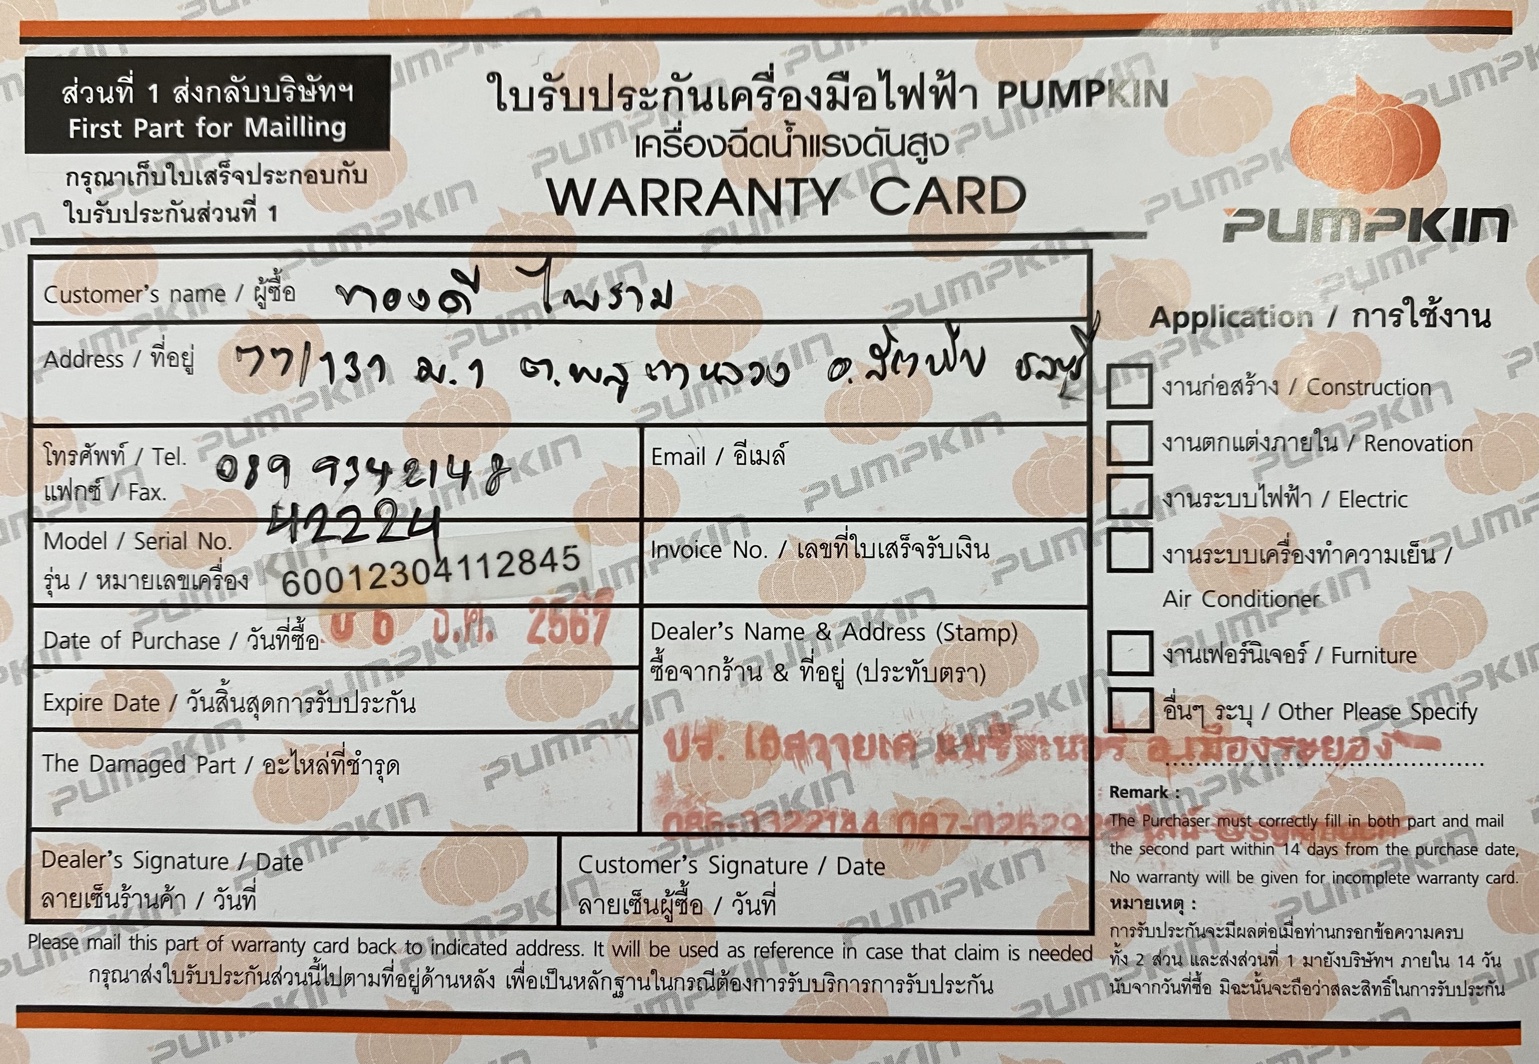 ส่วนที่ 1 ส่งกลับบริษัทฯ
First Part for Mailling
กรุณาเก็บใบเสร็จประกอบกับ
ใบรับประกันส่วนที่ 1
ใบรับประกันเครื่องมือไฟฟ้า PUMPKIN
เครื่องฉีดน้ำแรงดันสูง
WARRANTY CARD
PUMPKIN
Customer's name / ผู้ซื้อ ทองดี ไพราม
Address / ที่อยู่ 77/131 ม.1 ต.พลูตาหลวง อ.สัตหีบ ชลบุรี
โทรศัพท์ / Tel. 089 9342148
แฟกซ์ / Fax.
Email / อีเมล์
Model / Serial No. 42224
รุ่น / หมายเลขเครื่อง 60012304112845
Invoice No. / เลขที่ใบเสร็จรับเงิน
Date of Purchase / วันที่ซื้อ 06 ธ.ค. 2567
Expire Date / วันสิ้นสุดการรับประกัน
The Damaged Part / อะไหล่ที่ชำรุด
Dealer's Name & Address (Stamp)
ซื้อจากร้าน & ที่อยู่ (ประทับตรา)
บจ. เอสวายเค อ.เมืองระยอง
Dealer's Signature / Date
ลายเซ็นร้านค้า / วันที่
Customer's Signature / Date
ลายเซ็นผู้ซื้อ / วันที่
Please mail this part of warranty card back to indicated address. It will be used as reference in case that claim is needed
กรุณาส่งใบรับประกันส่วนนี้ไปตามที่อยู่ด้านหลัง เพื่อเป็นหลักฐานในกรณีต้องการรับบริการการรับประกัน
Application / การใช้งาน
งานก่อสร้าง / Construction
งานตกแต่งภายใน / Renovation
งานระบบไฟฟ้า / Electric
งานระบบเครื่องทำความเย็น /
Air Conditioner
งานเฟอร์นิเจอร์ / Furniture
อื่นๆ ระบุ / Other Please Specify
Remark :
The Purchaser must correctly fill in both part and mail
the second part within 14 days from the purchase date,
No warranty will be given for incomplete warranty card.
หมายเหตุ :
การรับประกันจะมีผลต่อเมื่อท่านกรอกข้อความครบ
ทั้ง 2 ส่วน และส่งส่วนที่ 1 มายังบริษัทฯ ภายใน 14 วัน
นับจากวันที่ซื้อ มิฉะนั้นจะถือว่าสละสิทธิ์ในการรับประกัน